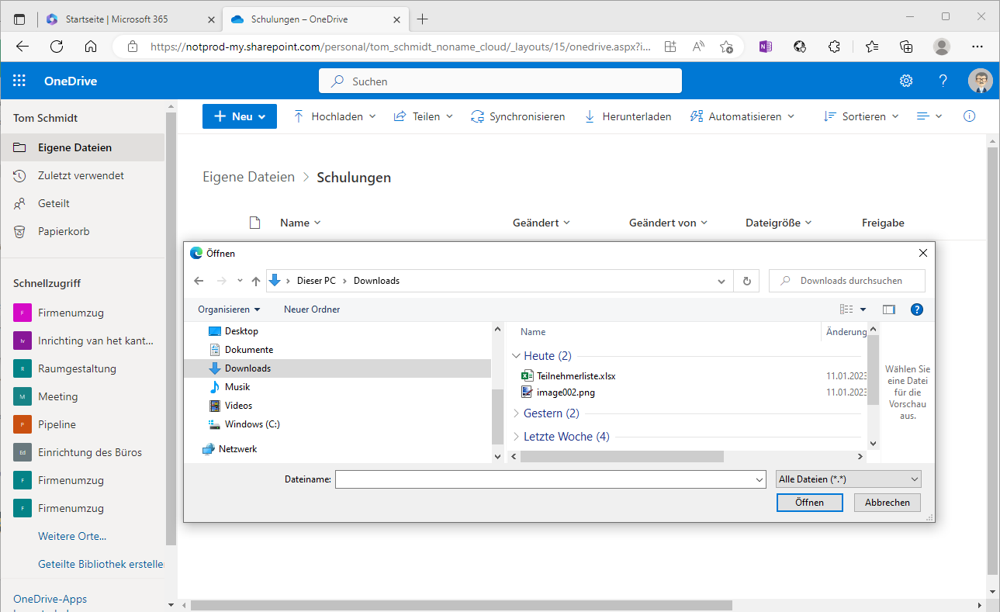 Startseite | Microsoft 365
Schulungen – OneDrive
https://notprod-my.sharepoint.com/personal/tom_schmidt_noname_cloud/_layouts/15/onedrive.aspx?i...
OneDrive
Suchen
Tom Schmidt
Eigene Dateien
Zuletzt verwendet
Geteilt
Papierkorb
Schnellzugriff
F Firmenumzug
Iv Inrichting van het kant...
R Raumgestaltung
M Meeting
P Pipeline
Ed Einrichtung des Büros
F Firmenumzug
F Firmenumzug
Weitere Orte...
Geteilte Bibliothek erstelle
OneDrive-Apps
Neu
Hochladen
Teilen
Synchronisieren
Herunterladen
Automatisieren
Sortieren
Eigene Dateien > Schulungen
Name
Geändert
Geändert von
Dateigröße
Freigabe
Öffnen
Dieser PC > Downloads
Downloads durchsuchen
Organisieren
Neuer Ordner
Desktop
Dokumente
Downloads
Musik
Videos
Windows (C:)
Netzwerk
Name
Änderung
Heute (2)
Teilnehmerliste.xlsx 11.01.2023
image002.png 11.01.2023
Gestern (2)
Letzte Woche (4)
Wählen Sie
eine Datei
für die
Vorschau
aus.
Dateiname:
Alle Dateien (*.*)
Öffnen
Abbrechen